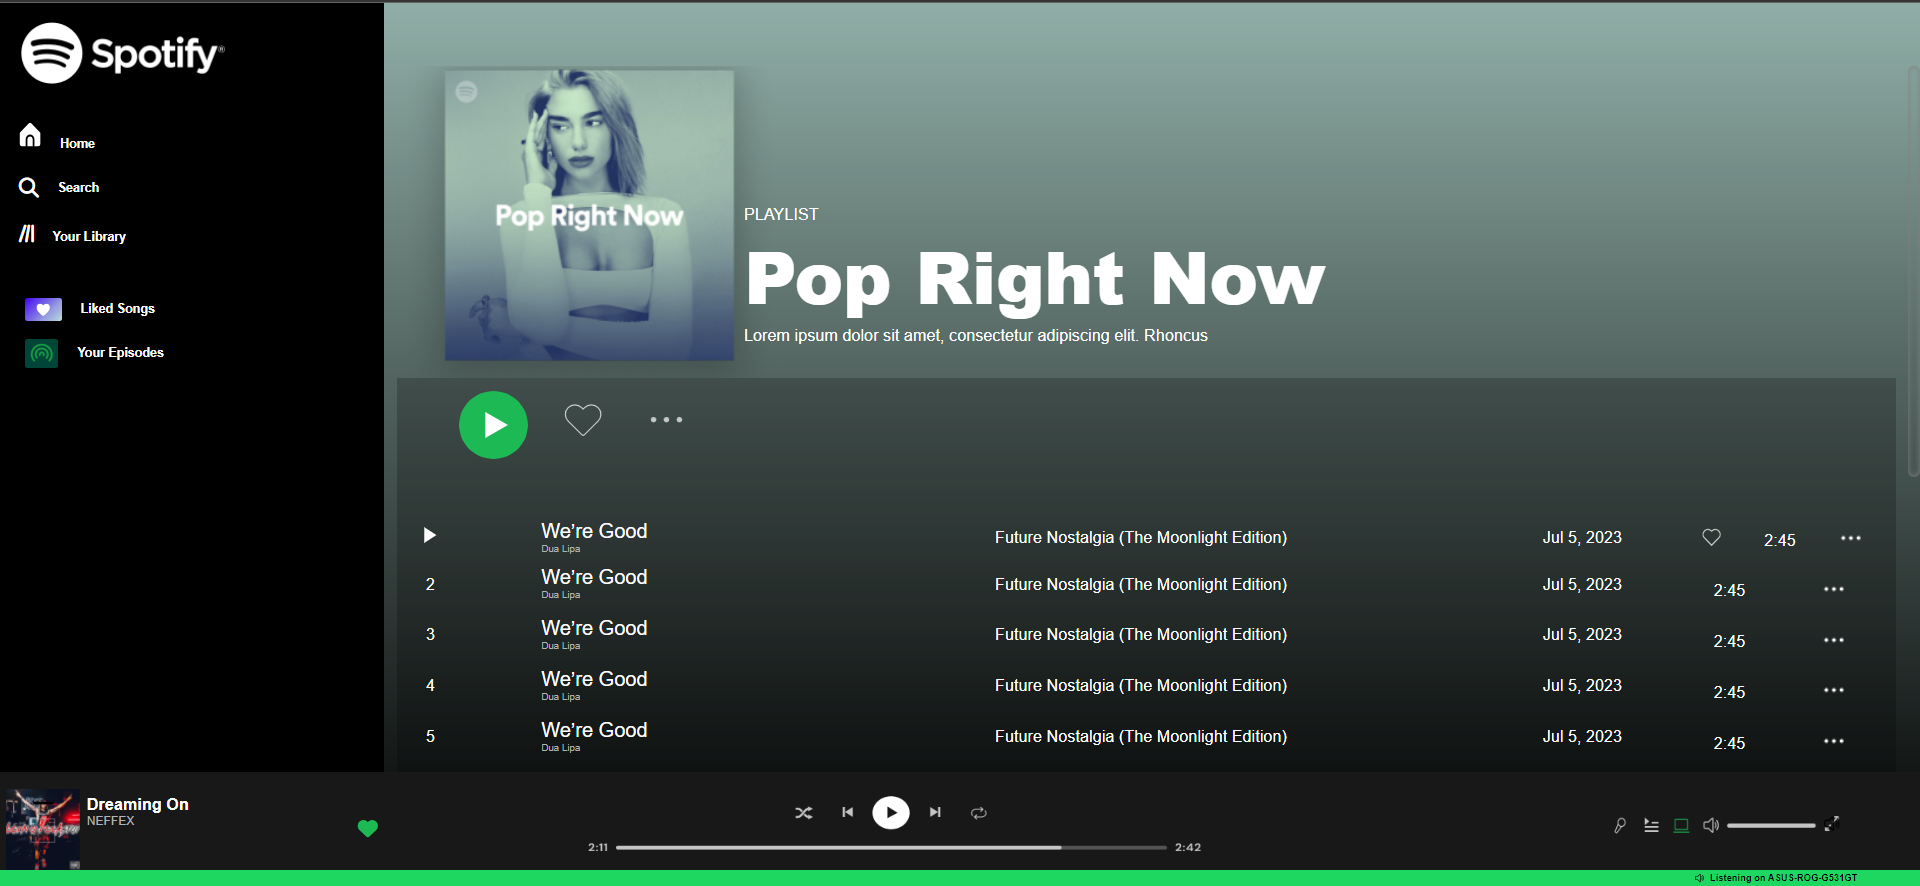 Spotify®
Home
Search
Your Library
Liked Songs
Your Episodes
Pop Right Now
PLAYLIST
Pop Right Now
Lorem ipsum dolor sit amet, consectetur adipiscing elit. Rhoncus
We're Good Future Nostalgia (The Moonlight Edition) Jul 5, 2023 2:45
Dua Lipa
2 We're Good Future Nostalgia (The Moonlight Edition) Jul 5, 2023 2:45
Dua Lipa
3 We're Good Future Nostalgia (The Moonlight Edition) Jul 5, 2023 2:45
Dua Lipa
4 We're Good Future Nostalgia (The Moonlight Edition) Jul 5, 2023 2:45
Dua Lipa
5 We're Good Future Nostalgia (The Moonlight Edition) Jul 5, 2023 2:45
Dua Lipa
Dreaming On
NEFFEX
2:11 2:42
Listening on ASUS-ROG-G531GT